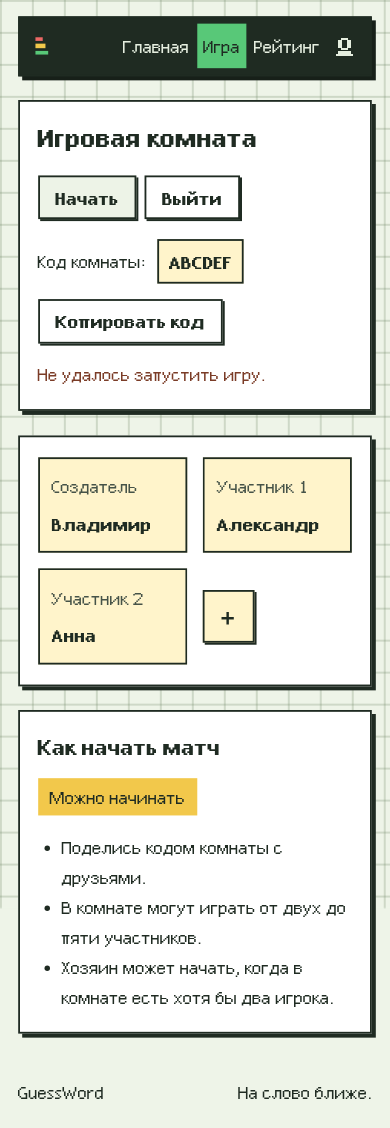 Главная Игра Рейтинг
Игровая комната
Начать Выйти
Код комнаты: ABCDEF
Копировать код
Не удалось запустить игру.
Создатель Участник 1
Владимир Александр
Участник 2
Анна
+
Как начать матч
Можно начинать
• Поделись кодом комнаты с
друзьями.
• В комнате могут играть от двух до
пяти участников.
• Хозяин может начать, когда в
комнате есть хотя бы два игрока.
GuessWord На слово ближе.